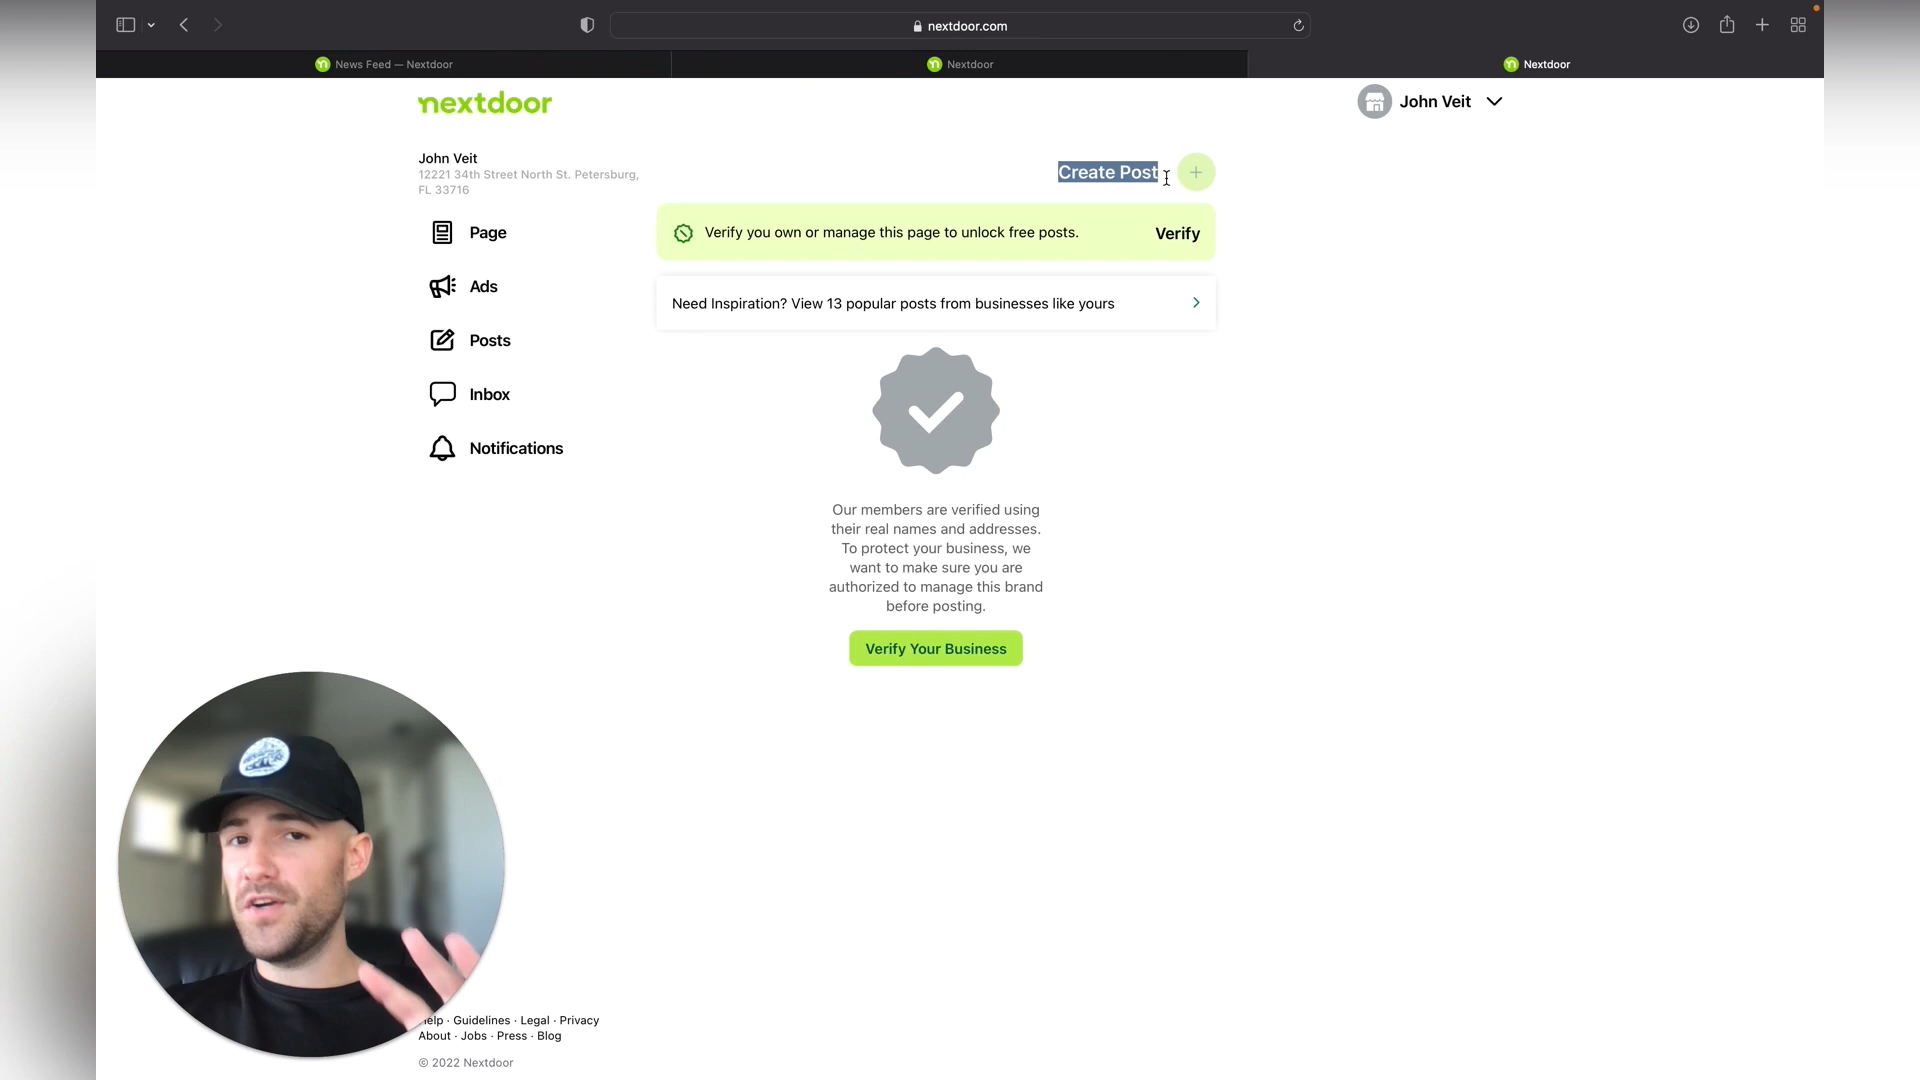 nextdoor.com
News Feed — Nextdoor
Nextdoor
Nextdoor
nextdoor
John Veit
John Veit
12221 34th Street North St. Petersburg,
FL 33716
Create Post
Page
Ads
Posts
Inbox
Notifications
Verify you own or manage this page to unlock free posts.
Verify
Need Inspiration? View 13 popular posts from businesses like yours
Our members are verified using
their real names and addresses.
To protect your business, we
want to make sure you are
authorized to manage this brand
before posting.
Verify Your Business
elp · Guidelines · Legal · Privacy
About · Jobs · Press · Blog
© 2022 Nextdoor